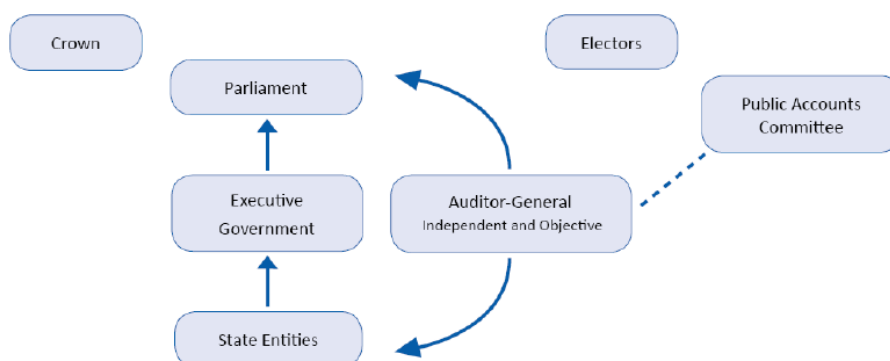 Crown
Electors
Parliament
Public Accounts
Committee
Executive
Government
Auditor-General
Independent and Objective
State Entities